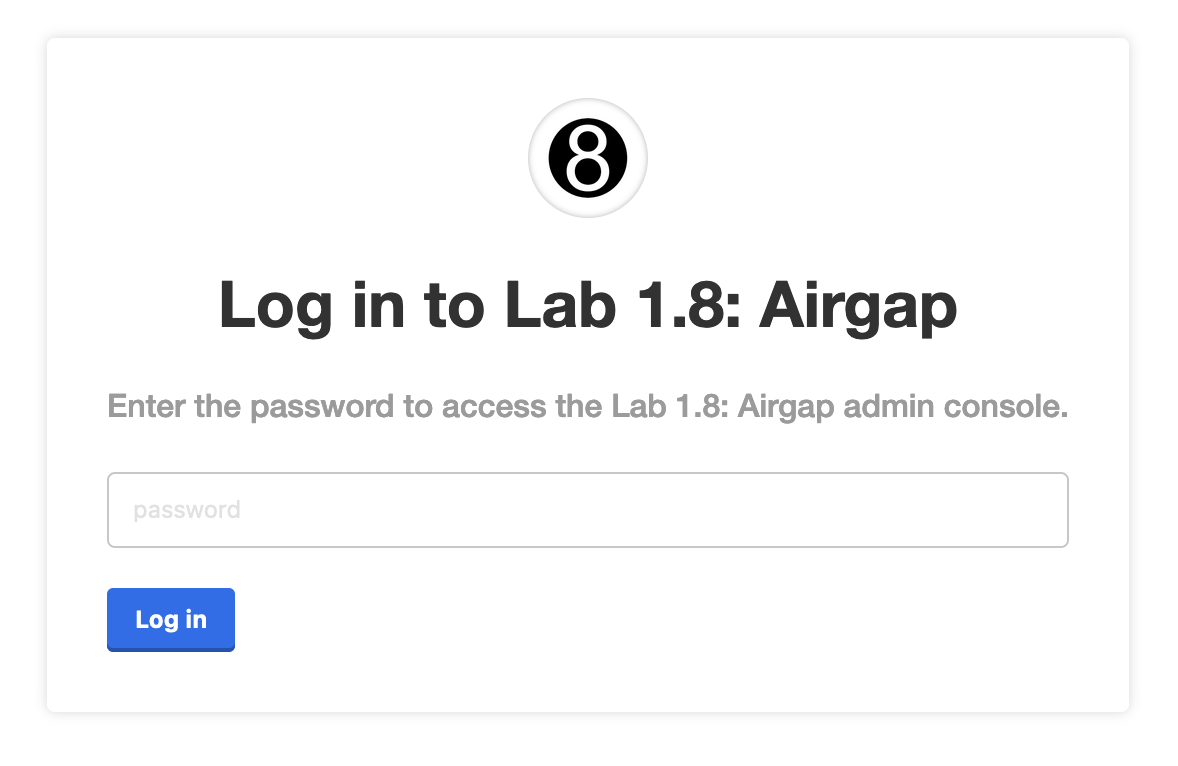 8
Log in to Lab 1.8: Airgap
Enter the password to access the Lab 1.8: Airgap admin console.
password
Log in